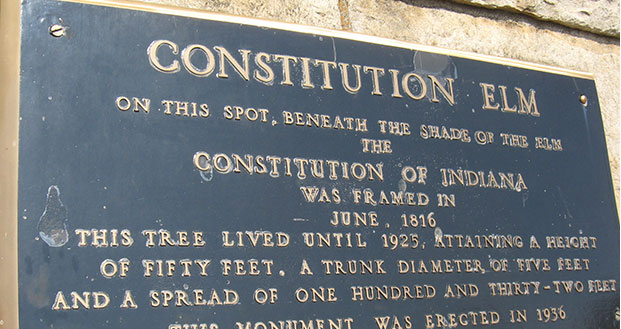 CONSTITUTION ELM
ON THIS SPOT, BENEATH THE SHADE OF THE ELM
THE
CONSTITUTION OF INDIANA
WAS FRAMED IN
JUNE, 1816
THIS TREE LIVED UNTIL 1925, ATTAINING A HEIGHT
OF FIFTY FEET, A TRUNK DIAMETER OF FIVE FEET
AND A SPREAD OF ONE HUNDRED AND THIRTY-TWO FEET
THIS MONUMENT WAS ERECTED IN 1936